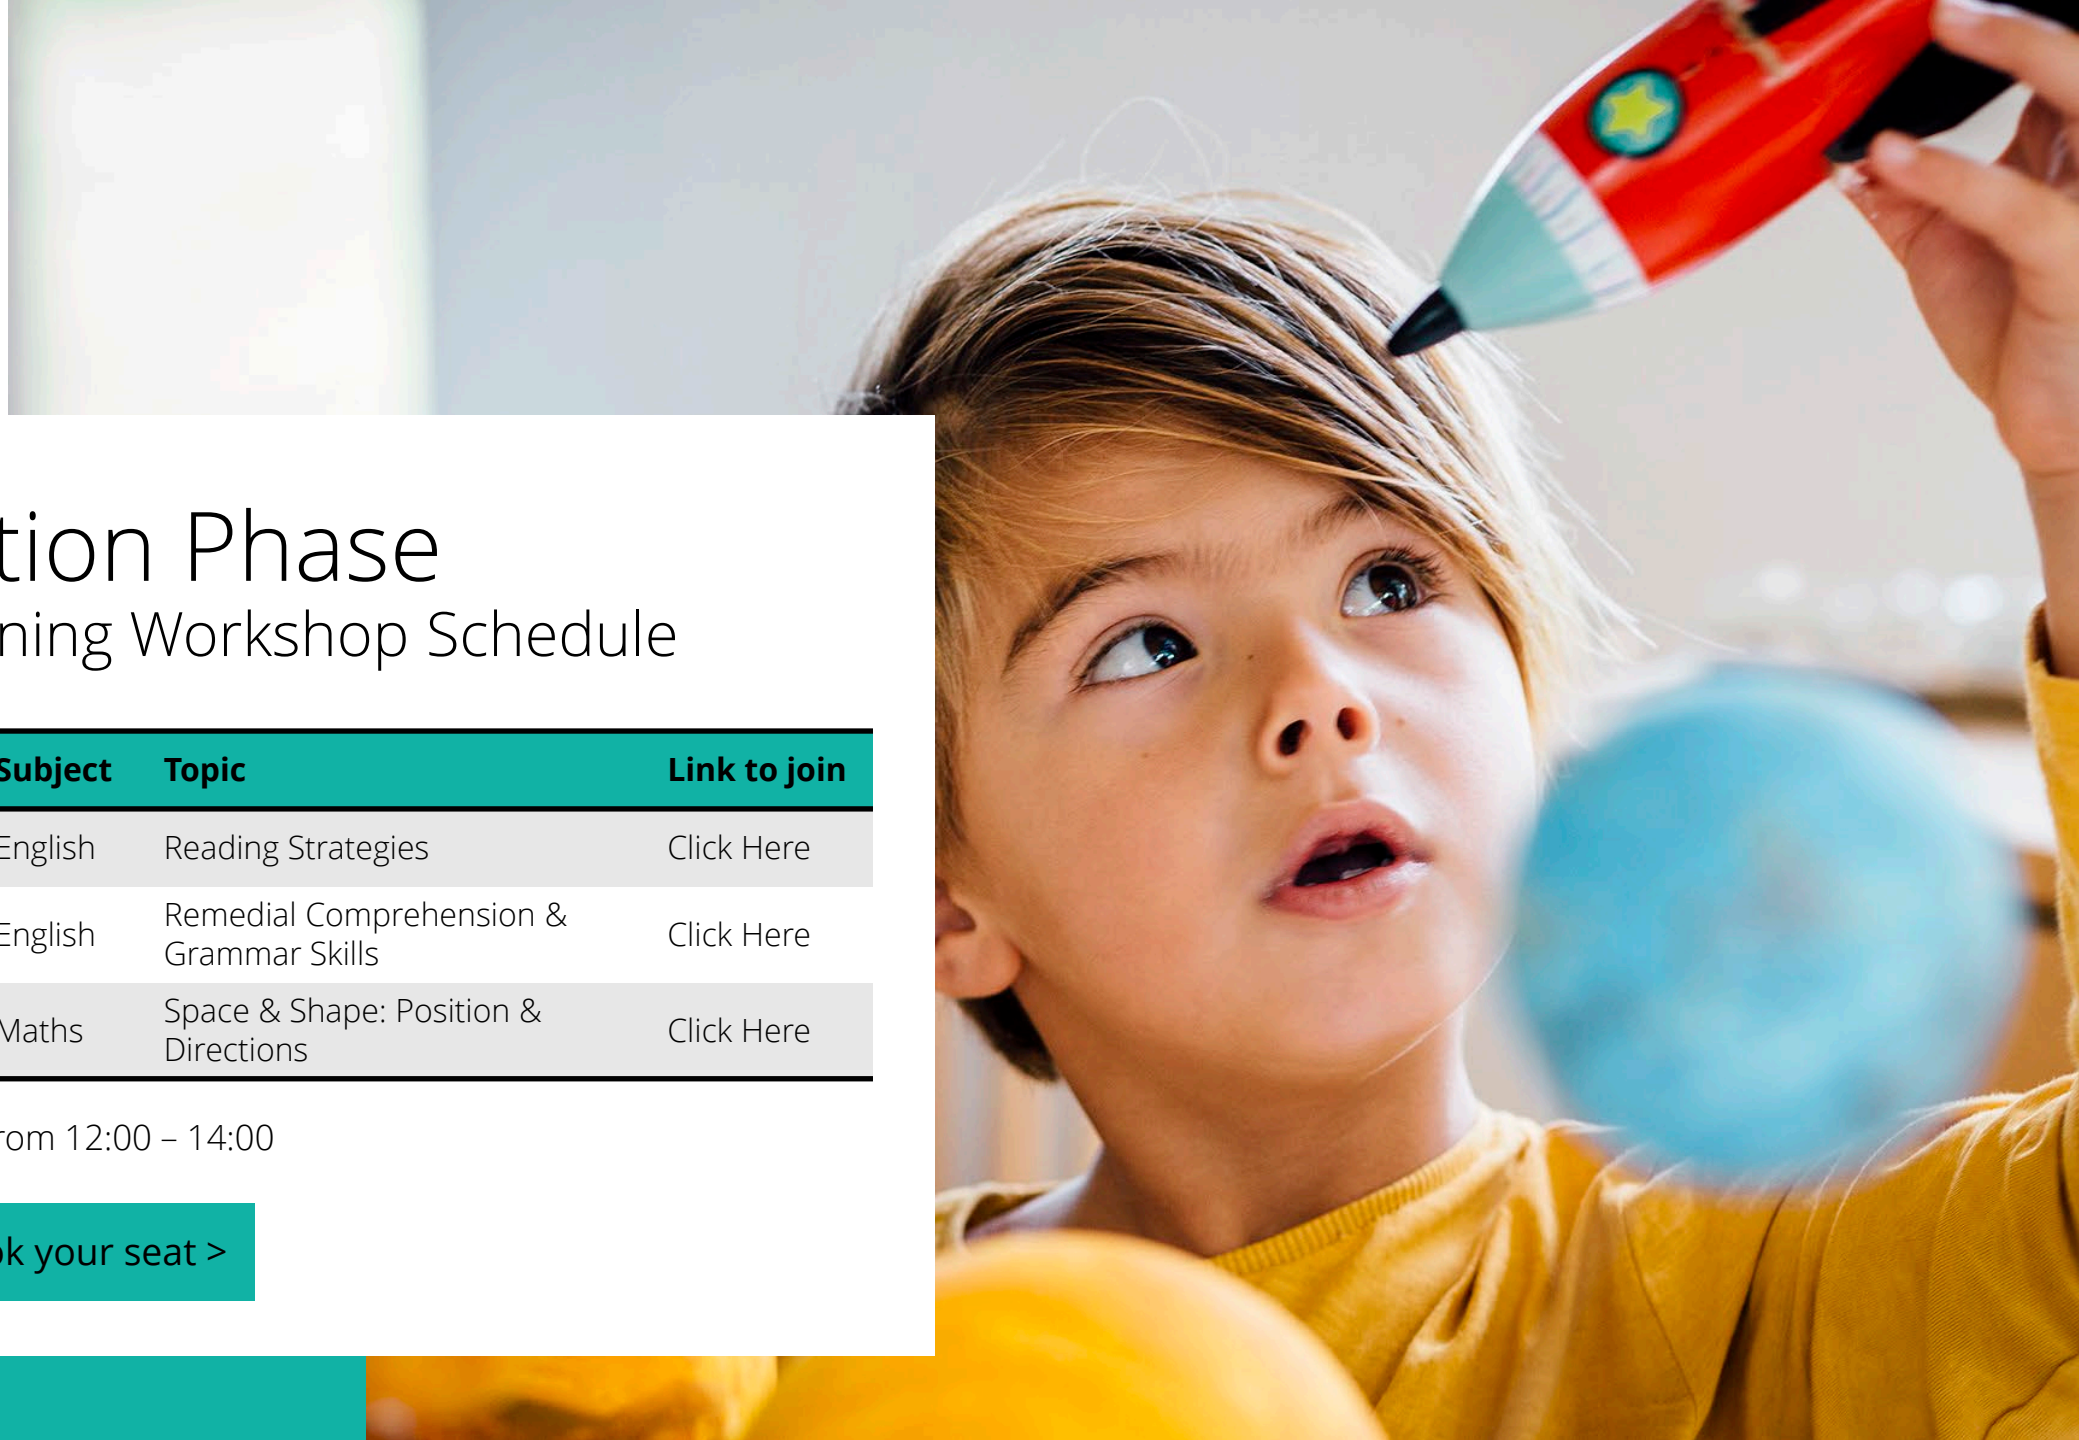 tion Phase
ning Workshop Schedule
Subject Topic Link to join
English Reading Strategies Click Here
English Remedial Comprehension &
Grammar Skills Click Here
Maths Space & Shape: Position &
Directions Click Here
rom 12:00 – 14:00
ok your seat >